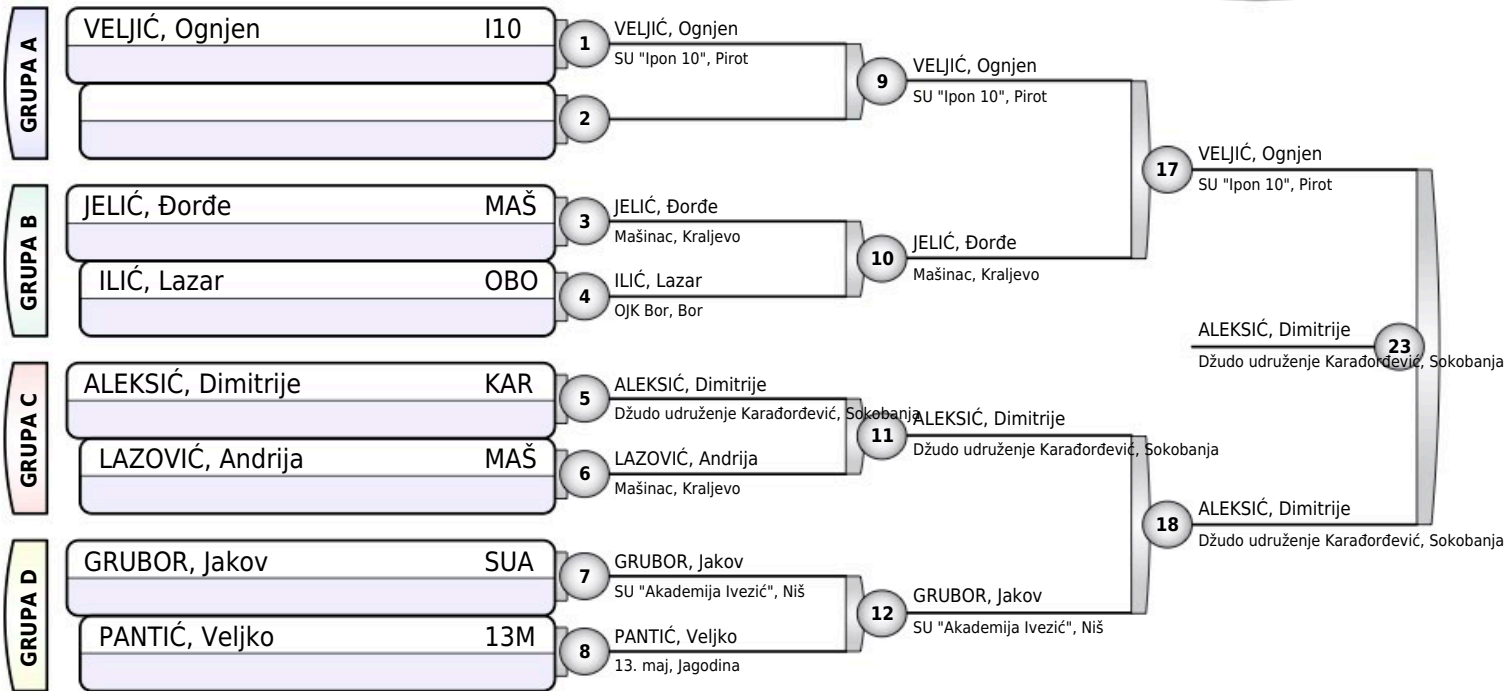 GRUPA A
VELJIĆ, Ognjen I10
1
VELJIĆ, Ognjen
SU "Ipon 10", Pirot
2
9
VELJIĆ, Ognjen
SU "Ipon 10", Pirot
GRUPA B
JELIĆ, Đorđe MAŠ
3
JELIĆ, Đorđe
Mašinac, Kraljevo
ILIĆ, Lazar OBO
4
ILIĆ, Lazar
OJK Bor, Bor
10
JELIĆ, Đorđe
Mašinac, Kraljevo
17
VELJIĆ, Ognjen
SU "Ipon 10", Pirot
GRUPA C
ALEKSIĆ, Dimitrije KAR
5
ALEKSIĆ, Dimitrije
Džudo udruženje Karađorđević, Sokobanja
LAZOVIĆ, Andrija MAŠ
6
LAZOVIĆ, Andrija
Mašinac, Kraljevo
11
ALEKSIĆ, Dimitrije
Džudo udruženje Karađorđević, Sokobanja
GRUPA D
GRUBOR, Jakov SUA
7
GRUBOR, Jakov
SU "Akademija Ivezić", Niš
PANTIĆ, Veljko 13M
8
PANTIĆ, Veljko
13. maj, Jagodina
12
GRUBOR, Jakov
SU "Akademija Ivezić", Niš
18
ALEKSIĆ, Dimitrije
Džudo udruženje Karađorđević, Sokobanja
ALEKSIĆ, Dimitrije
23
Džudo udruženje Karađorđević, Sokobanja